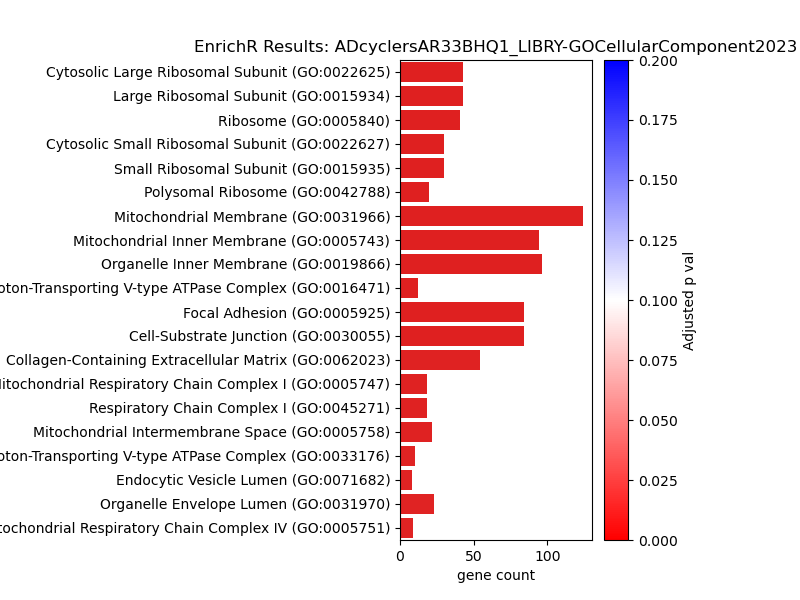 EnrichR Results: ADcyclersAR33BHQ1_LIBRY-GOCellularComponent2023
Cytosolic Large Ribosomal Subunit (GO:0022625)
Large Ribosomal Subunit (GO:0015934)
Ribosome (GO:0005840)
Cytosolic Small Ribosomal Subunit (GO:0022627)
Small Ribosomal Subunit (GO:0015935)
Polysomal Ribosome (GO:0042788)
Mitochondrial Membrane (GO:0031966)
Mitochondrial Inner Membrane (GO:0005743)
Organelle Inner Membrane (GO:0019866)
oton-Transporting V-type ATPase Complex (GO:0016471)
Focal Adhesion (GO:0005925)
Cell-Substrate Junction (GO:0030055)
Collagen-Containing Extracellular Matrix (GO:0062023)
itochondrial Respiratory Chain Complex I (GO:0005747)
Respiratory Chain Complex I (GO:0045271)
Mitochondrial Intermembrane Space (GO:0005758)
oton-Transporting V-type ATPase Complex (GO:0033176)
Endocytic Vesicle Lumen (GO:0071682)
Organelle Envelope Lumen (GO:0031970)
tochondrial Respiratory Chain Complex IV (GO:0005751)
0 50 100
gene count
0.200
0.175
0.150
0.125
0.100
0.075
0.050
0.025
0.000
Adjusted p val